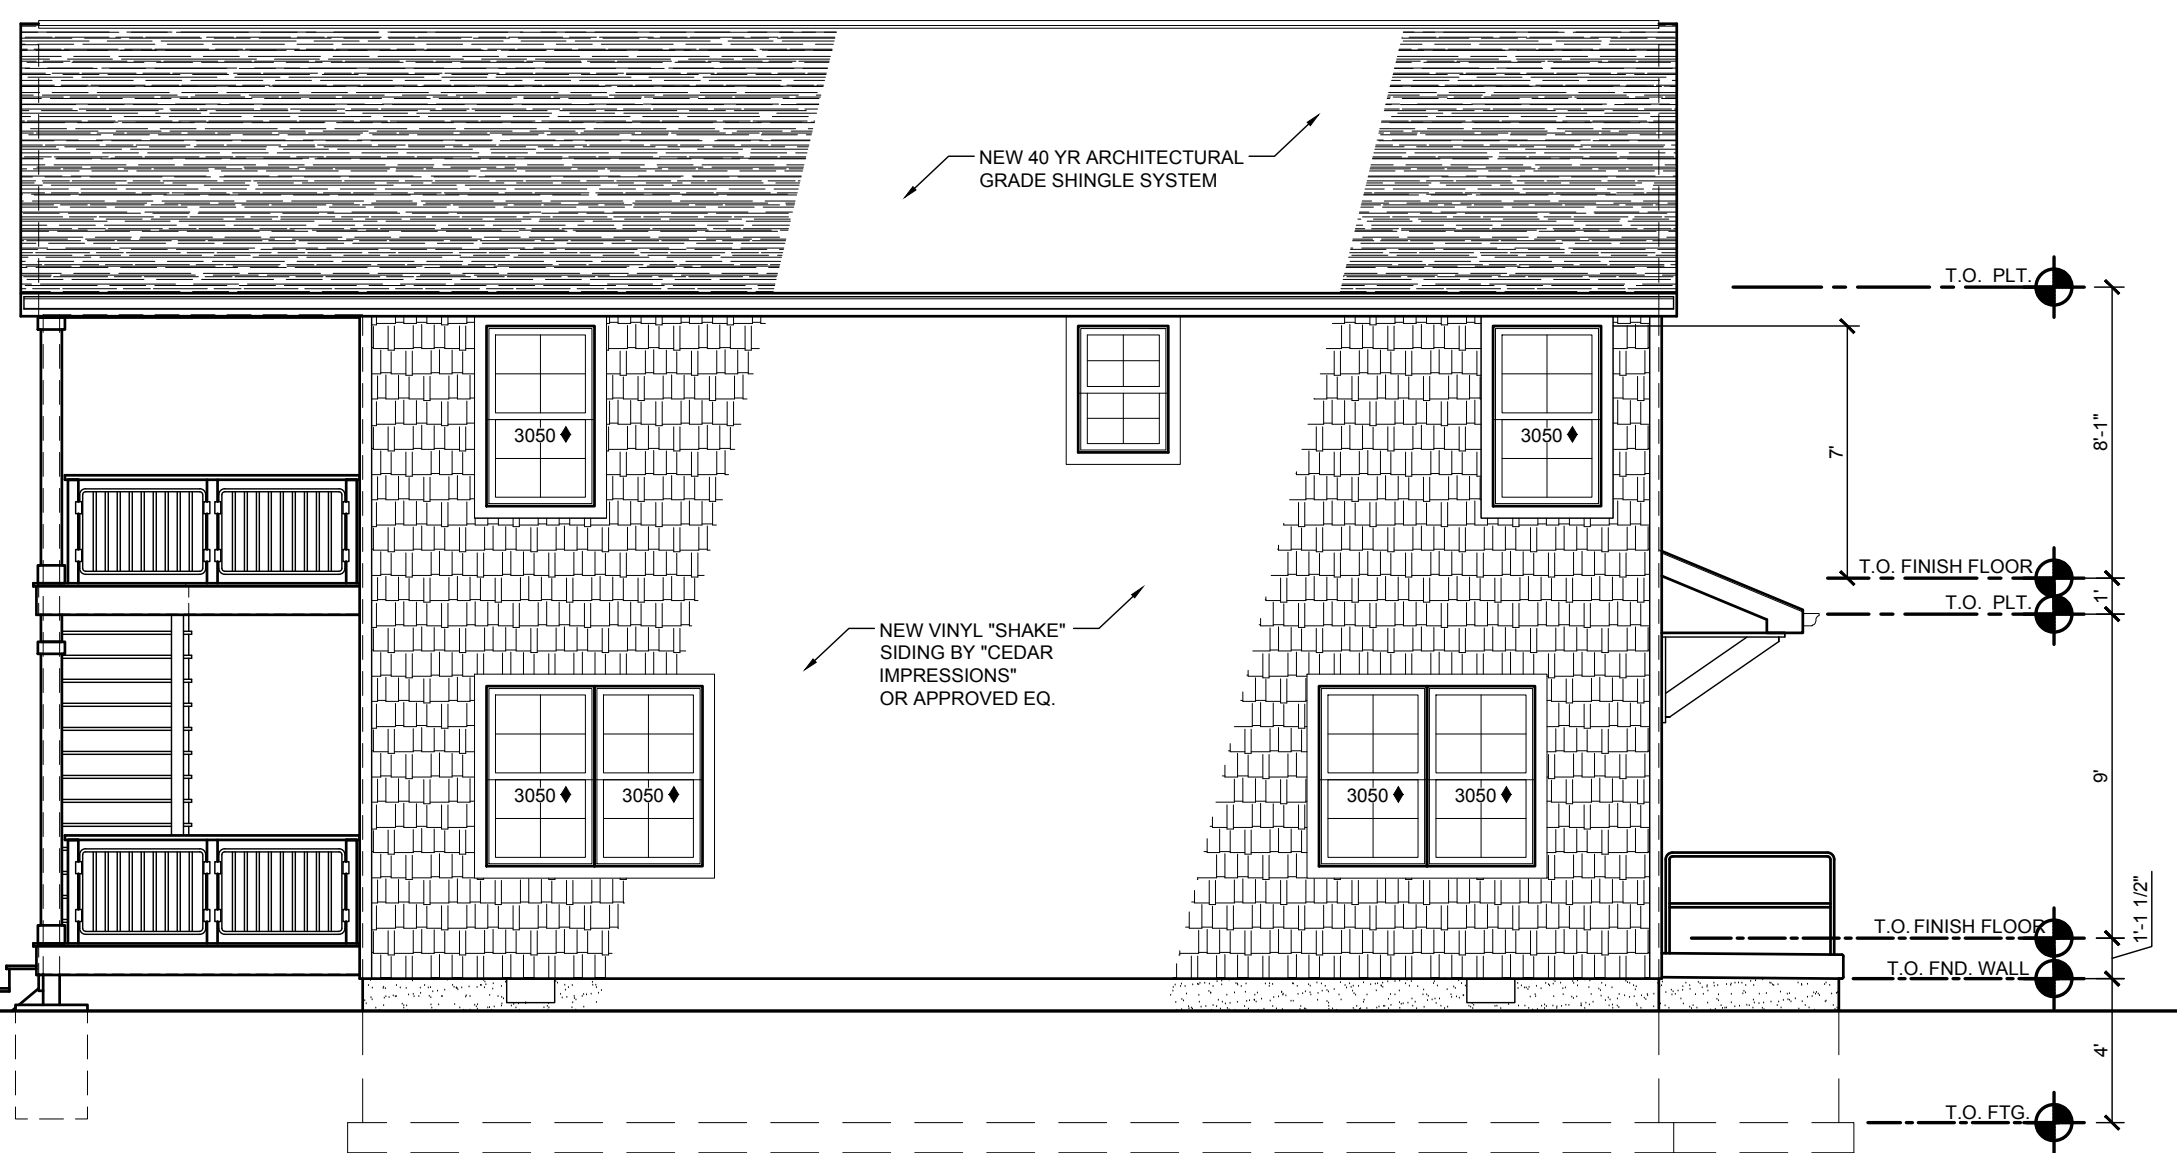 NEW 40 YR ARCHITECTURAL
GRADE SHINGLE SYSTEM
T.O. PLT.
3050
3050
7'
8'-1"
T.O. FINISH FLOOR
1'
T.O. PLT.
NEW VINYL "SHAKE"
SIDING BY "CEDAR
IMPRESSIONS"
OR APPROVED EQ.
3050 3050
3050 3050
9'
1'-1 1/2"
T.O. FINISH FLOOR
T.O. FND. WALL
4'
T.O. FTG.